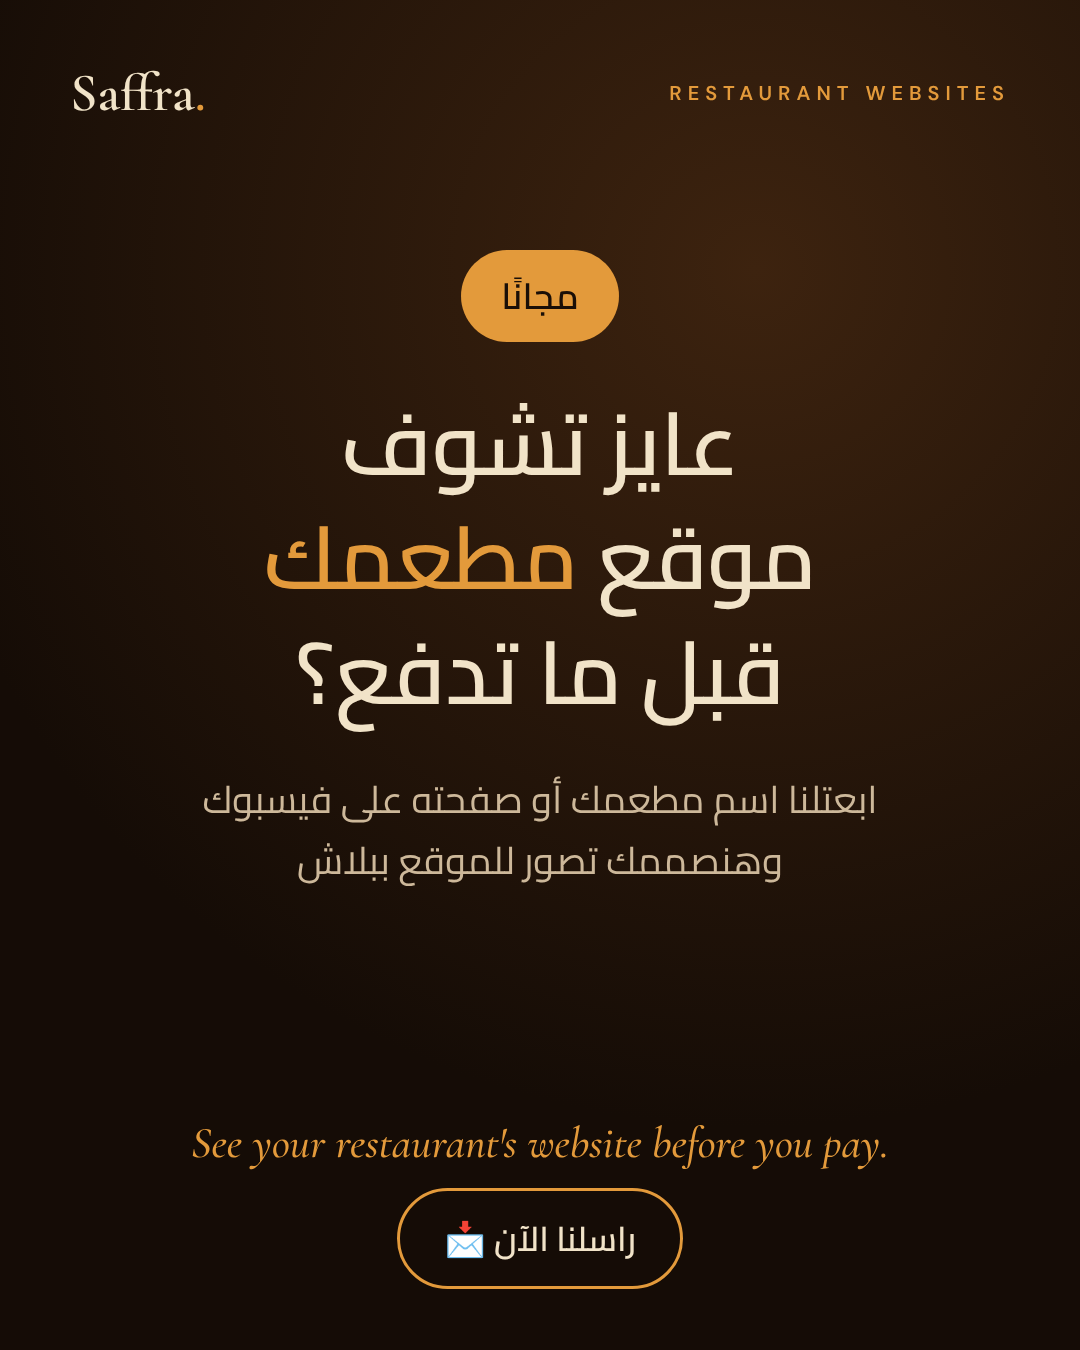 Saffra.
RESTAURANT WEBSITES
مجانًا
عايز تشوف
موقع مطعمك
قبل ما تدفع؟
ابعتلنا اسم مطعمك أو صفحته على فيسبوك
وهنصممك تصور للموقع ببلاش
See your restaurant's website before you pay.
راسلنا الآن 📩